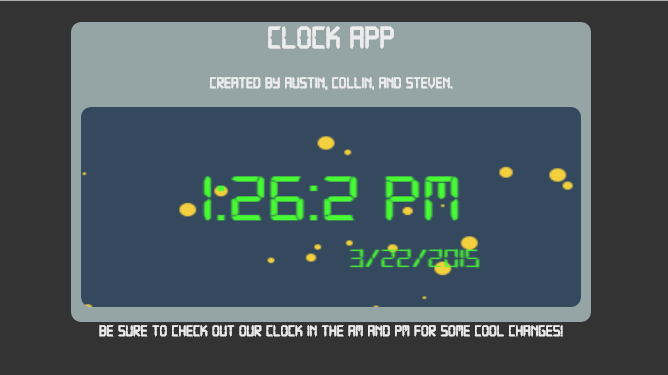 CLOCK APP
CREATED BY AUSTIN, COLLIN, AND STEVEN.
1:26:2 PM
3/22/2015
BE SURE TO CHECK OUT OUR CLOCK IN THE AM AND PM FOR SOME COOL CHANGES!